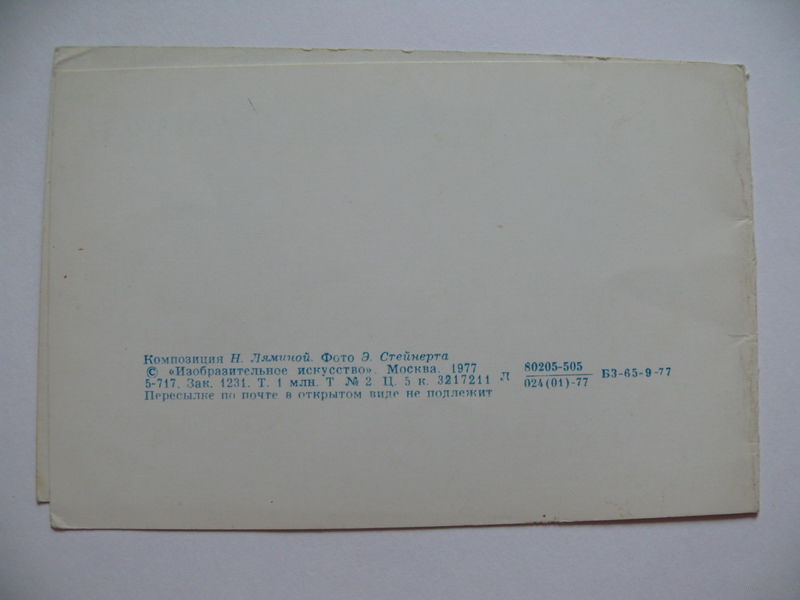 Композиция Н. Ляминой. Фото Э. Стейнерта
© «Изобразительное искусство». Москва. 1977
5-717. Зак. 1231. Т. 1 млн. Т № 2 Ц. 5 к. 3217211 Д 80205-505 БЗ-65-9-77
024(01)-77
Пересылке по почте в открытом виде не подлежит